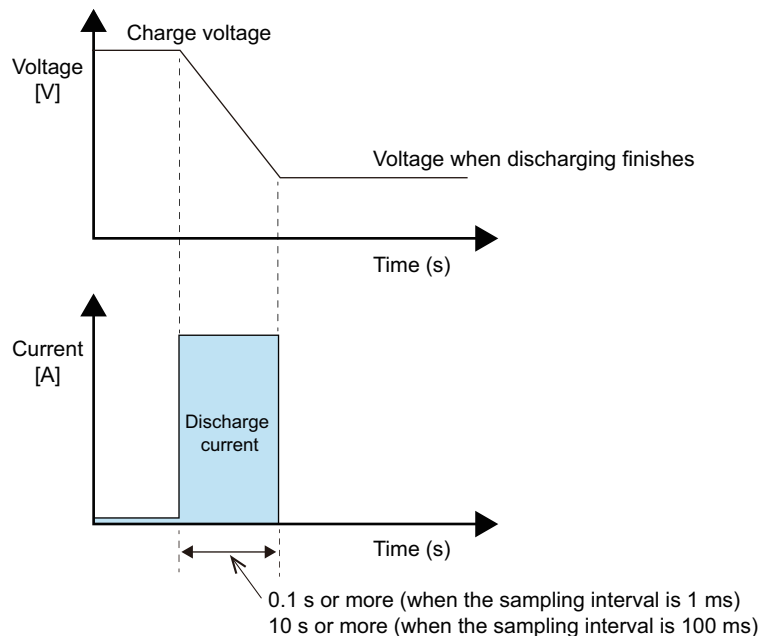 Charge voltage
Voltage
[V]
Voltage when discharging finishes
Time (s)
Current
[A]
Discharge
current
Time (s)
0.1 s or more (when the sampling interval is 1 ms)
10 s or more (when the sampling interval is 100 ms)